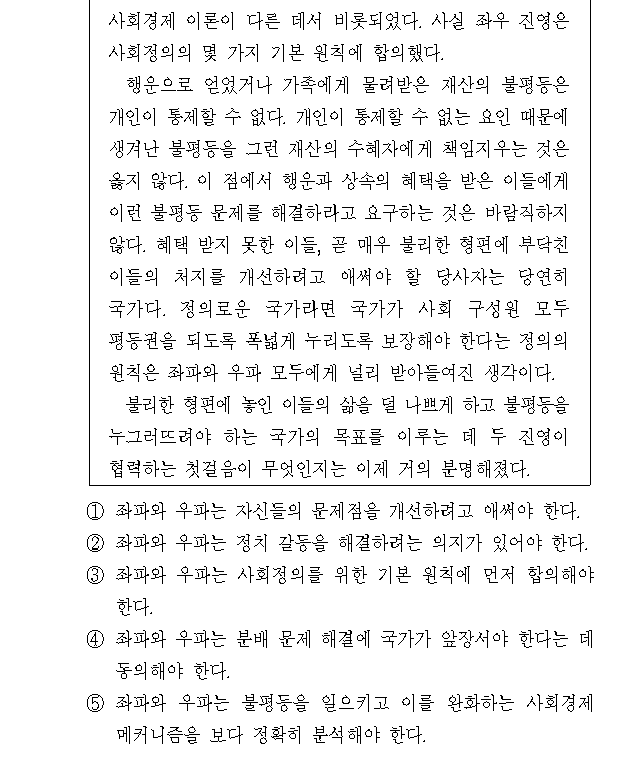 사회경제 이론이 다른 데서 비롯되었다. 사실 좌우 진영은
사회정의의 몇 가지 기본 원칙에 합의했다.
행운으로 얻었거나 가족에게 물려받은 재산의 불평등은
개인이 통제할 수 없다. 개인이 통제할 수 없는 요인 때문에
생겨난 불평등을 그런 재산의 수혜자에게 책임지우는 것은
옳지 않다. 이 점에서 행운과 상속의 혜택을 받은 이들에게
이런 불평등 문제를 해결하라고 요구하는 것은 바람직하지
않다. 혜택 받지 못한 이들, 곧 매우 불리한 형편에 부닥친
이들의 처지를 개선하려고 애써야 할 당사자는 당연히
국가다. 정의로운 국가라면 국가가 사회 구성원 모두
평등권을 되도록 폭넓게 누리도록 보장해야 한다는 정의의
원칙은 좌파와 우파 모두에게 널리 받아들여진 생각이다.
불리한 형편에 놓인 이들의 삶을 덜 나쁘게 하고 불평등을
누그러뜨려야 하는 국가의 목표를 이루는 데 두 진영이
협력하는 첫걸음이 무엇인지는 이제 거의 분명해졌다.
① 좌파와 우파는 자신들의 문제점을 개선하려고 애써야 한다.
② 좌파와 우파는 정치 갈등을 해결하려는 의지가 있어야 한다.
③ 좌파와 우파는 사회정의를 위한 기본 원칙에 먼저 합의해야
한다.
④ 좌파와 우파는 분배 문제 해결에 국가가 앞장서야 한다는 데
동의해야 한다.
⑤ 좌파와 우파는 불평등을 일으키고 이를 완화하는 사회경제
메커니즘을 보다 정확히 분석해야 한다.